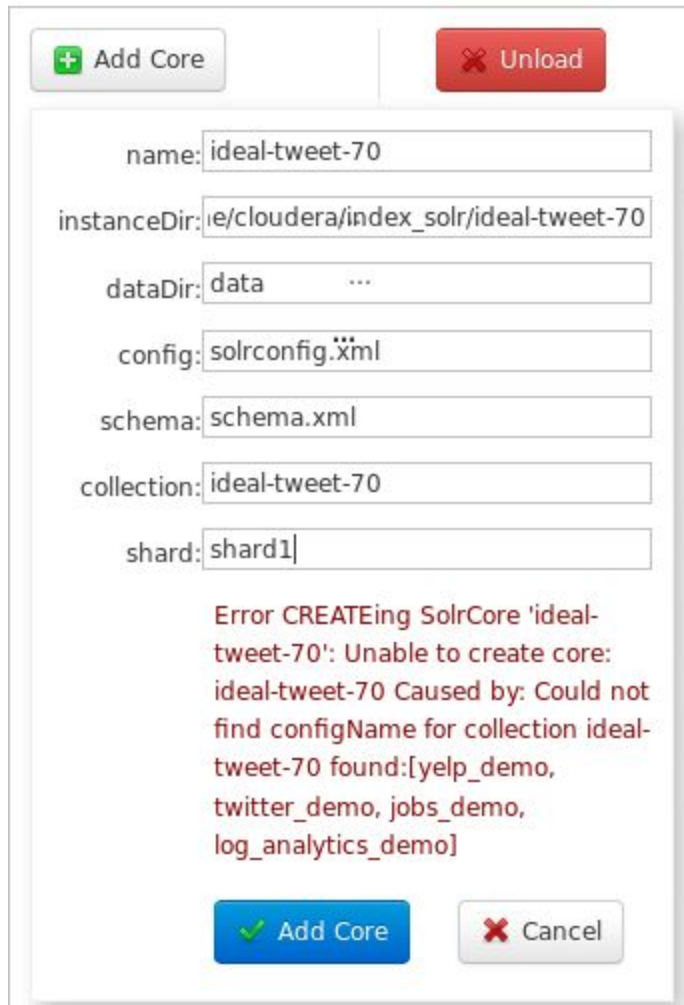 Add Core
Unload
name: ideal-tweet-70
instanceDir: e/cloudera/index_solr/ideal-tweet-70
dataDir: data ...
config: solrconfig.xml
schema: schema.xml
collection: ideal-tweet-70
shard: shard1
Error CREATEing SolrCore 'ideal-
tweet-70': Unable to create core:
ideal-tweet-70 Caused by: Could not
find configName for collection ideal-
tweet-70 found:[yelp_demo,
twitter_demo, jobs_demo,
log_analytics_demo]
Add Core
Cancel